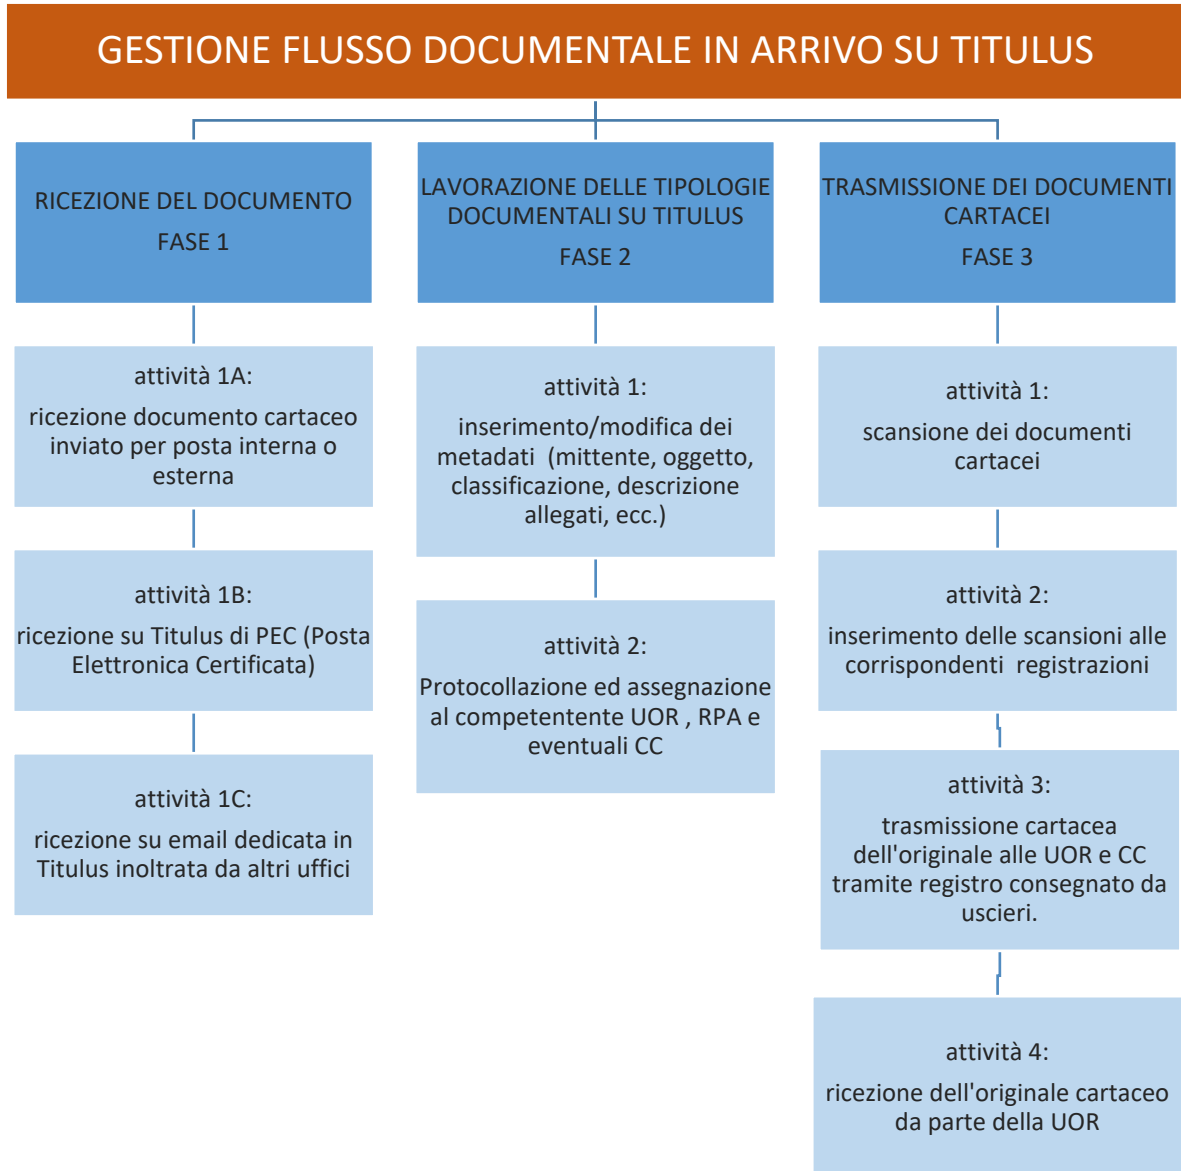 GESTIONE FLUSSO DOCUMENTALE IN ARRIVO SU TITULUS
RICEZIONE DEL DOCUMENTO
FASE 1
attività 1A:
ricezione documento cartaceo
inviato per posta interna o
esterna
attività 1B:
ricezione su Titulus di PEC (Posta
Elettronica Certificata)
attività 1C:
ricezione su email dedicata in
Titulus inoltrata da altri uffici
LAVORAZIONE DELLE TIPOLOGIE
DOCUMENTALI SU TITULUS
FASE 2
attività 1:
inserimento/modifica dei
metadati (mittente, oggetto,
classificazione, descrizione
allegati, ecc.)
attività 2:
Protocollazione ed assegnazione
al competentente UOR , RPA e
eventuali CC
TRASMISSIONE DEI DOCUMENTI
CARTACEI
FASE 3
attività 1:
scansione dei documenti
cartacei
attività 2:
inserimento delle scansioni alle
corrispondenti registrazioni
attività 3:
trasmissione cartacea
dell'originale alle UOR e CC
tramite registro consegnato da
uscieri.
attività 4:
ricezione dell'originale cartaceo
da parte della UOR